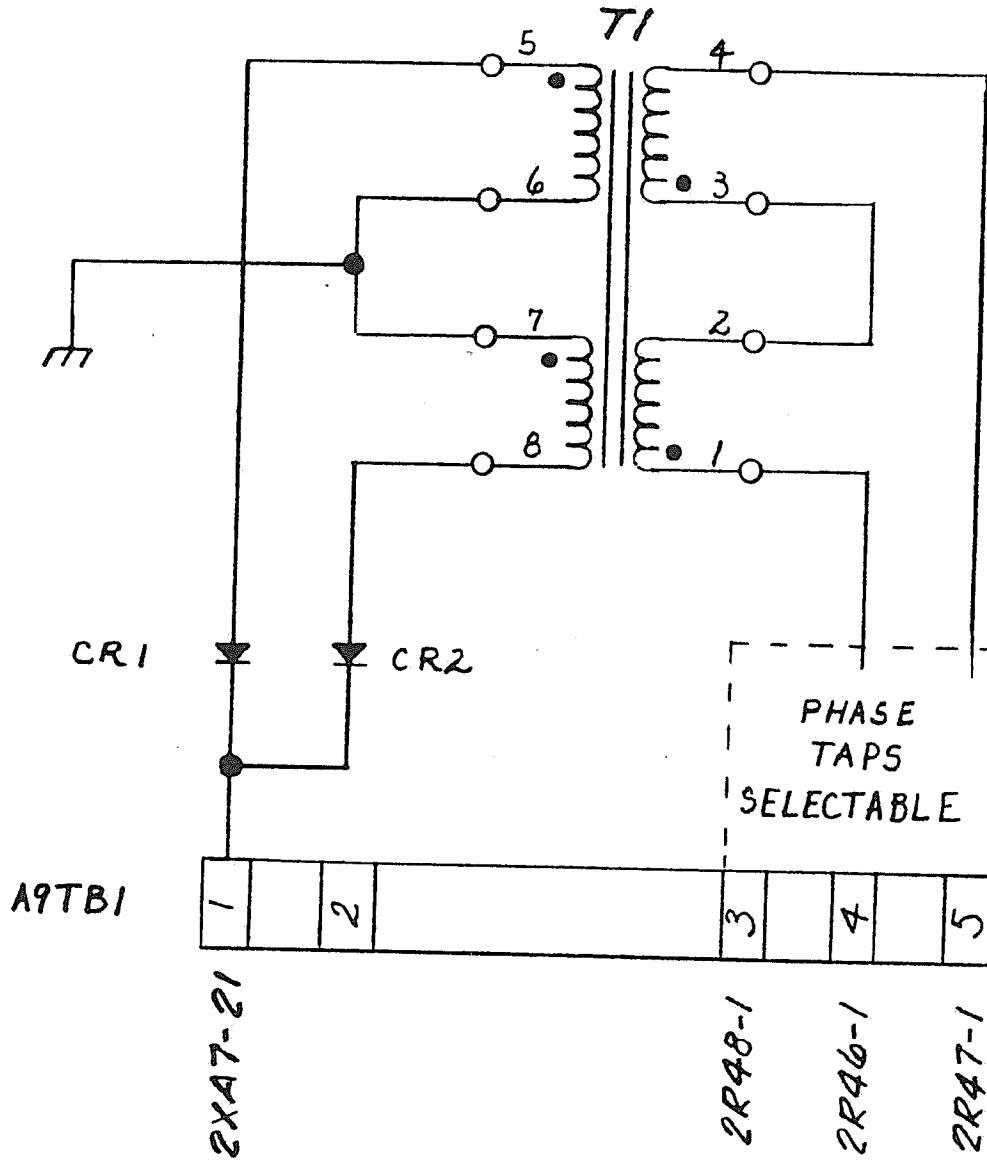 T1
5
4
6
3
7
2
8
1
CR1
CR2
PHASE
TAPS
SELECTABLE
A9TB1
1
2
3
4
5
2XA7-21
2R48-1
2R46-1
2R47-1